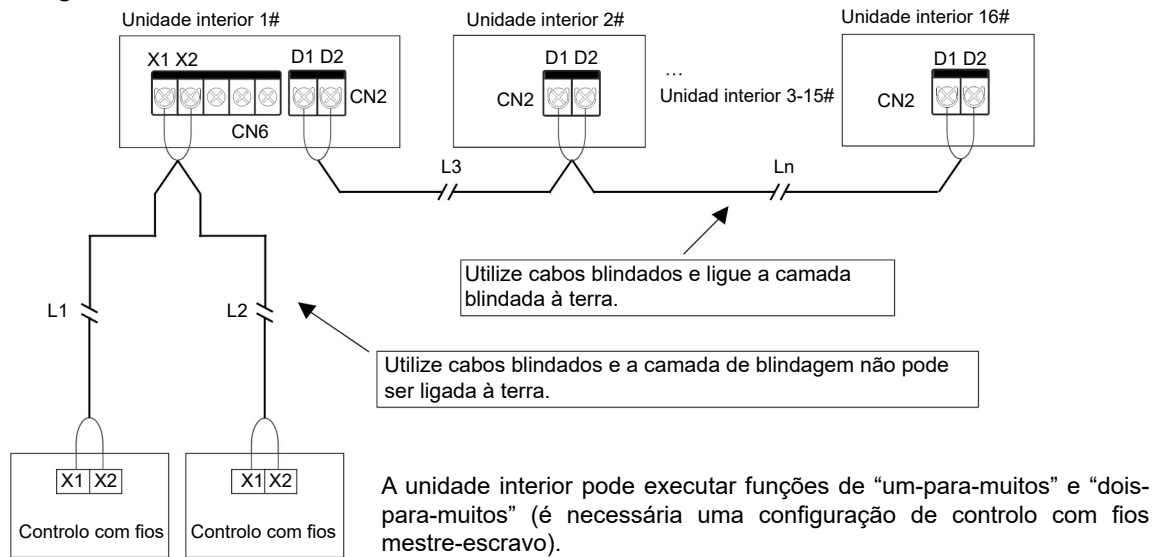 Unidade interior 1#
Unidade interior 2#
Unidade interior 16#
X1 X2
D1 D2
CN2
CN6
D1 D2
CN2
…
Unidad interior 3-15#
D1 D2
CN2
L3
Ln
Utilize cabos blindados e ligue a camada
blindada à terra.
L1
L2
Utilize cabos blindados e a camada de blindagem não pode
ser ligada à terra.
X1 X2
Controlo com fios
X1 X2
Controlo com fios
A unidade interior pode executar funções de “um-para-muitos” e “dois-
para-muitos” (é necessária uma configuração de controlo com fios
mestre-escravo).